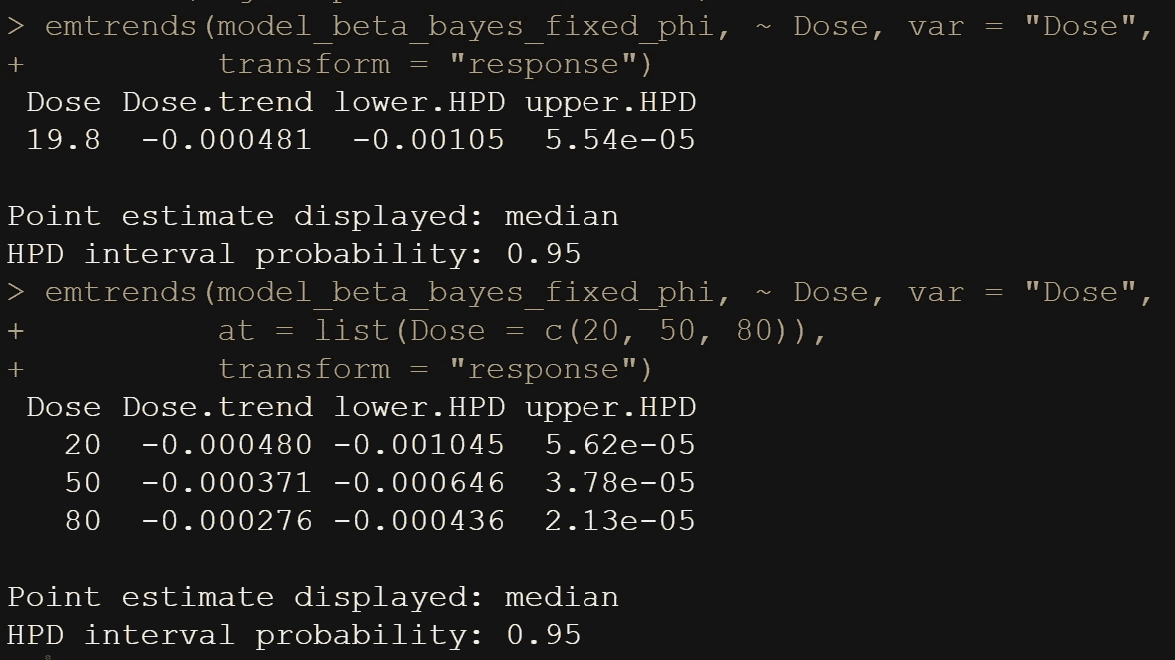 > emtrends(model_beta_bayes_fixed_phi, ~ Dose, var = "Dose",
+           transform = "response")
 Dose Dose.trend lower.HPD upper.HPD
 19.8  -0.000481  -0.00105  5.54e-05

Point estimate displayed: median
HPD interval probability: 0.95
> emtrends(model_beta_bayes_fixed_phi, ~ Dose, var = "Dose",
+           at = list(Dose = c(20, 50, 80)),
+           transform = "response")
 Dose Dose.trend lower.HPD upper.HPD
   20  -0.000480 -0.001045  5.62e-05
   50  -0.000371 -0.000646  3.78e-05
   80  -0.000276 -0.000436  2.13e-05

Point estimate displayed: median
HPD interval probability: 0.95